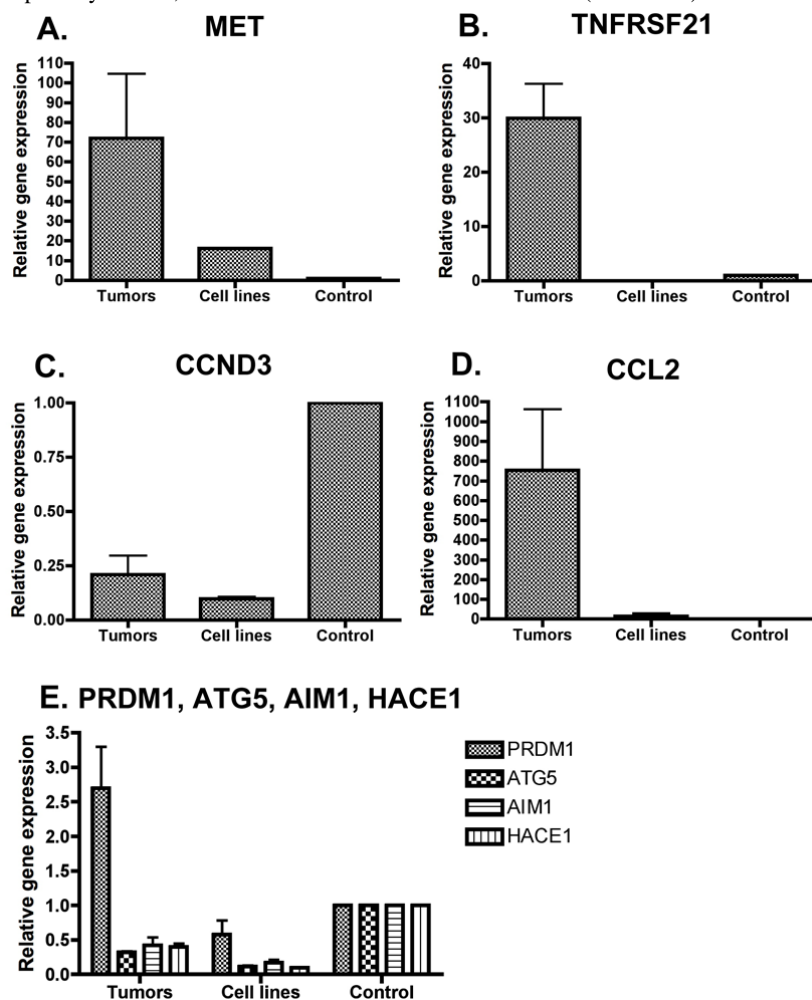 A. MET
110
100
90
80
70
60
50
40
30
20
10
0
Relative gene expression
Tumors Cell lines Control
B. TNFRSF21
40
30
20
10
0
Relative gene expression
Tumors Cell lines Control
C. CCND3
1.00
0.75
0.50
0.25
0.00
Relative gene expression
Tumors Cell lines Control
D. CCL2
1100
1000
900
800
700
600
500
400
300
200
100
0
Relative gene expression
Tumors Cell lines Control
E. PRDM1, ATG5, AIM1, HACE1
3.5
3.0
2.5
2.0
1.5
1.0
0.5
0.0
Relative gene expression
Tumors Cell lines Control
PRDM1
ATG5
AIM1
HACE1